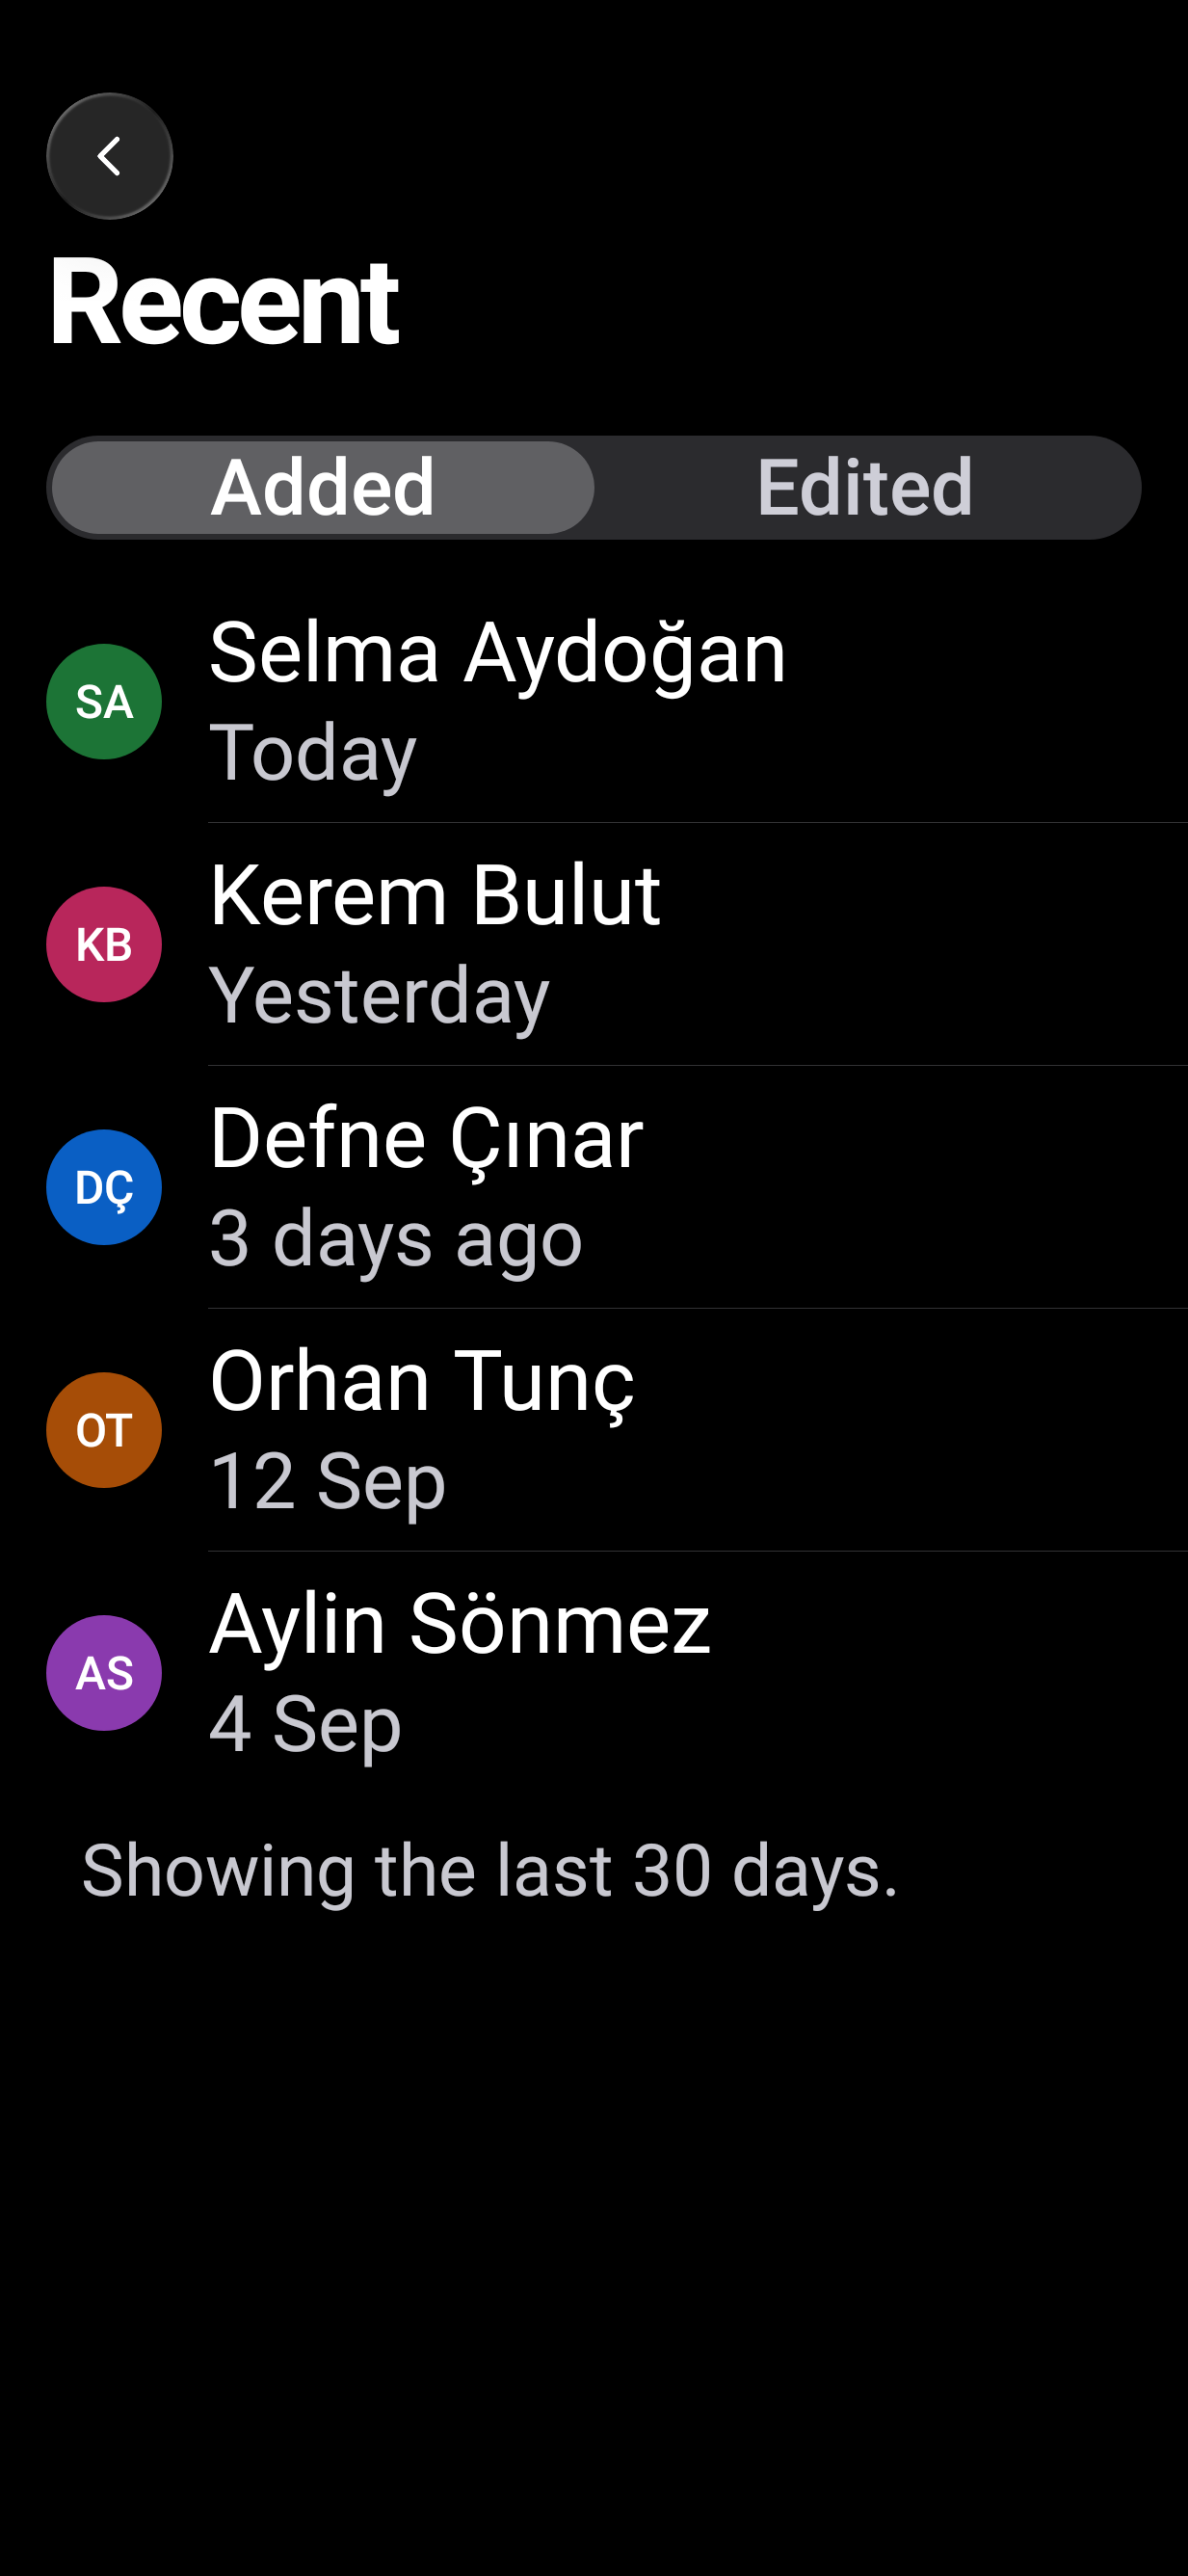 Recent
Added
Edited
SA
Selma Aydoğan
Today
KB
Kerem Bulut
Yesterday
DÇ
Defne Çınar
3 days ago
OT
Orhan Tunç
12 Sep
AS
Aylin Sönmez
4 Sep
Showing the last 30 days.